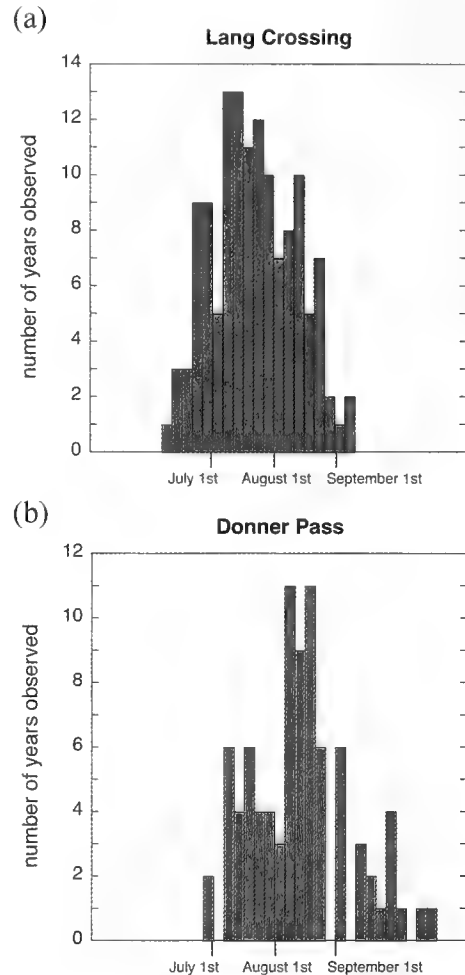 (a)
Lang Crossing
14
12
10
8
6
4
2
0
number of years observed
July 1st August 1st September 1st
(b)
Donner Pass
12
10
8
6
4
2
0
number of years observed
July 1st August 1st September 1st